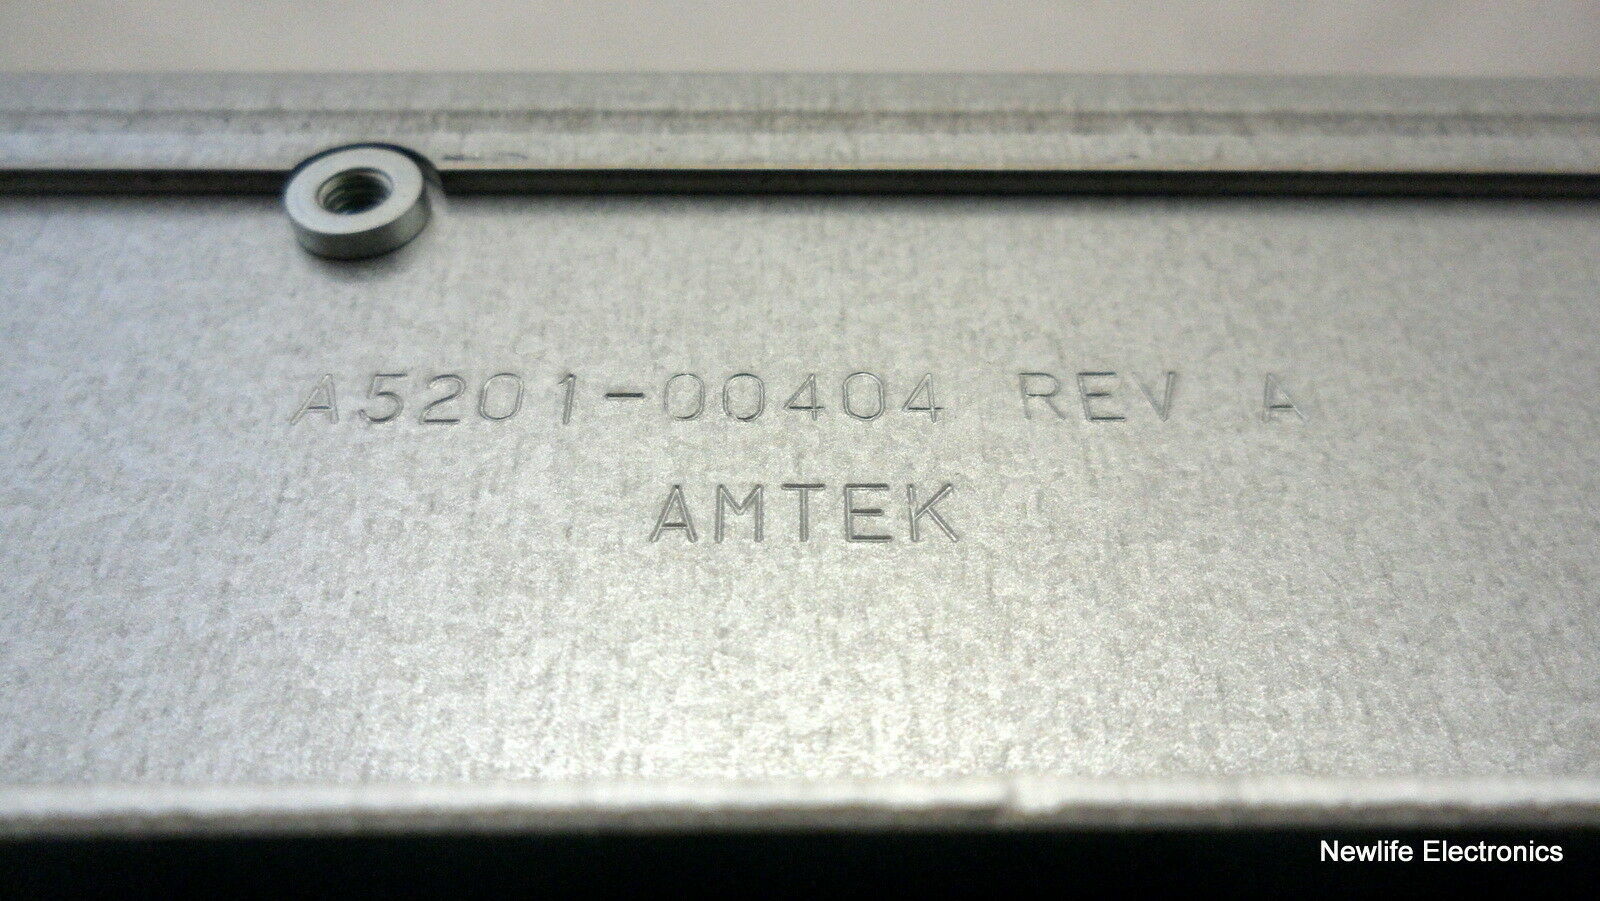 A5201-00404 REV A
AMTEK
Newlife Electronics